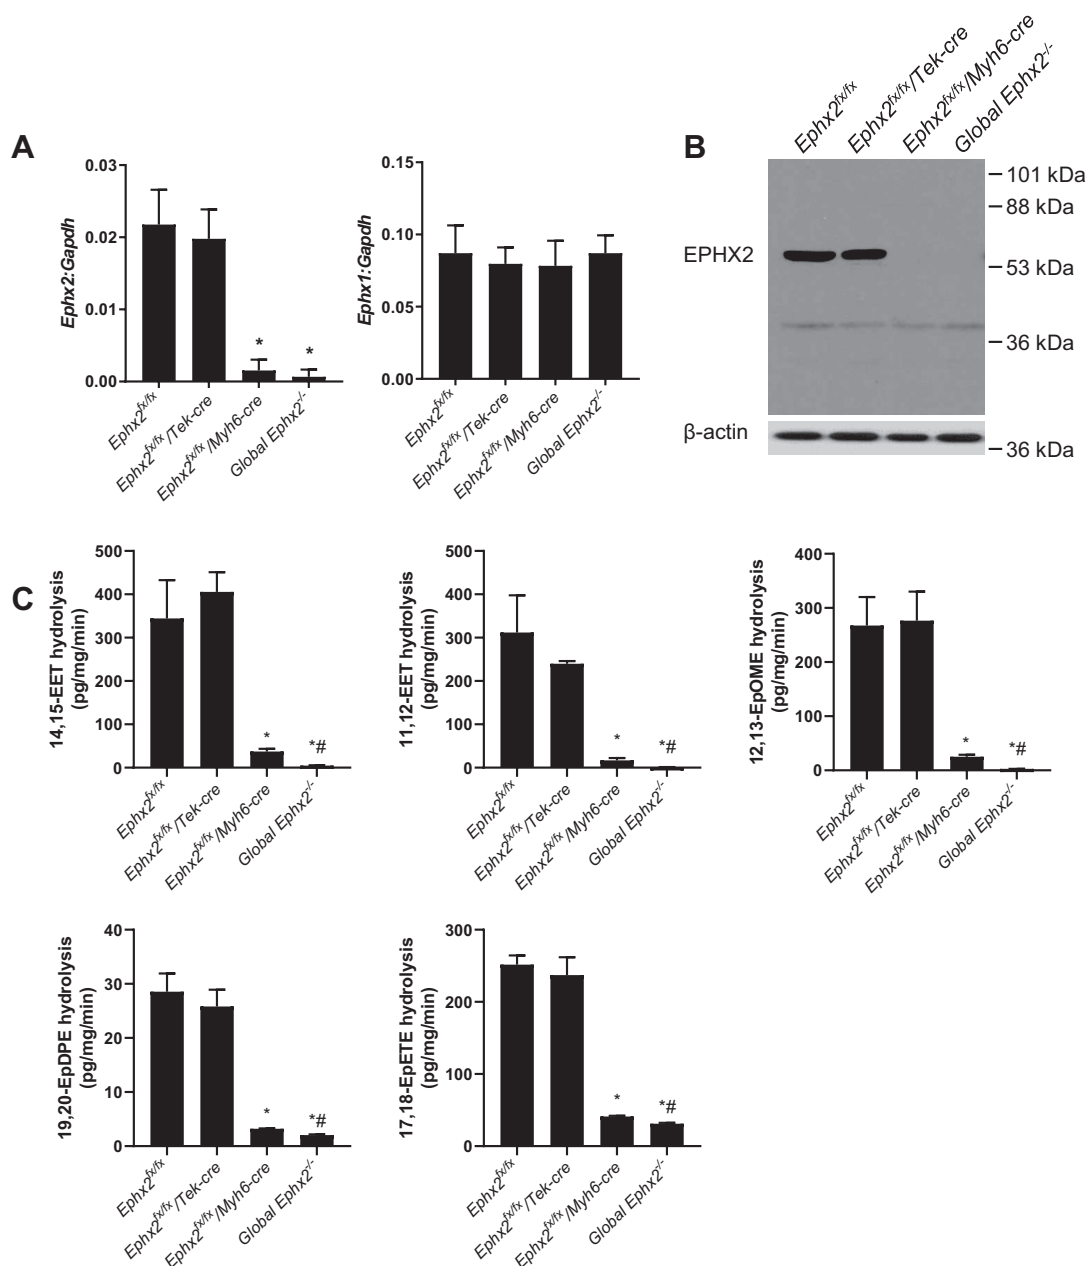 A
0.03
0.02
0.01
0.00
Ephx2:Gapdh
*
*
Ephx2fx/fx
Ephx2fx/fx/Tek-cre
Ephx2fx/fx/Myh6-cre
Global Ephx2-/-
0.15
0.10
0.05
0.00
Ephx1:Gapdh
Ephx2fx/fx
Ephx2fx/fx/Tek-cre
Ephx2fx/fx/Myh6-cre
Global Ephx2-/-
B
Ephx2fx/fx
Ephx2fx/fx/Tek-cre
Ephx2fx/fx/Myh6-cre
Global Ephx2-/-
101 kDa
88 kDa
EPHX2
53 kDa
36 kDa
β-actin
36 kDa
C
500
400
300
200
100
0
14,15-EET hydrolysis
(pg/mg/min)
*
*#
Ephx2fx/fx
Ephx2fx/fx/Tek-cre
Ephx2fx/fx/Myh6-cre
Global Ephx2-/-
500
400
300
200
100
0
11,12-EET hydrolysis
(pg/mg/min)
*
*#
Ephx2fx/fx
Ephx2fx/fx/Tek-cre
Ephx2fx/fx/Myh6-cre
Global Ephx2-/-
400
300
200
100
0
12,13-EpOME hydrolysis
(pg/mg/min)
*
*#
Ephx2fx/fx
Ephx2fx/fx/Tek-cre
Ephx2fx/fx/Myh6-cre
Global Ephx2-/-
40
30
20
10
0
19,20-EpDPE hydrolysis
(pg/mg/min)
*
*#
Ephx2fx/fx
Ephx2fx/fx/Tek-cre
Ephx2fx/fx/Myh6-cre
Global Ephx2-/-
300
200
100
0
17,18-EpETE hydrolysis
(pg/mg/min)
*
*#
Ephx2fx/fx
Ephx2fx/fx/Tek-cre
Ephx2fx/fx/Myh6-cre
Global Ephx2-/-